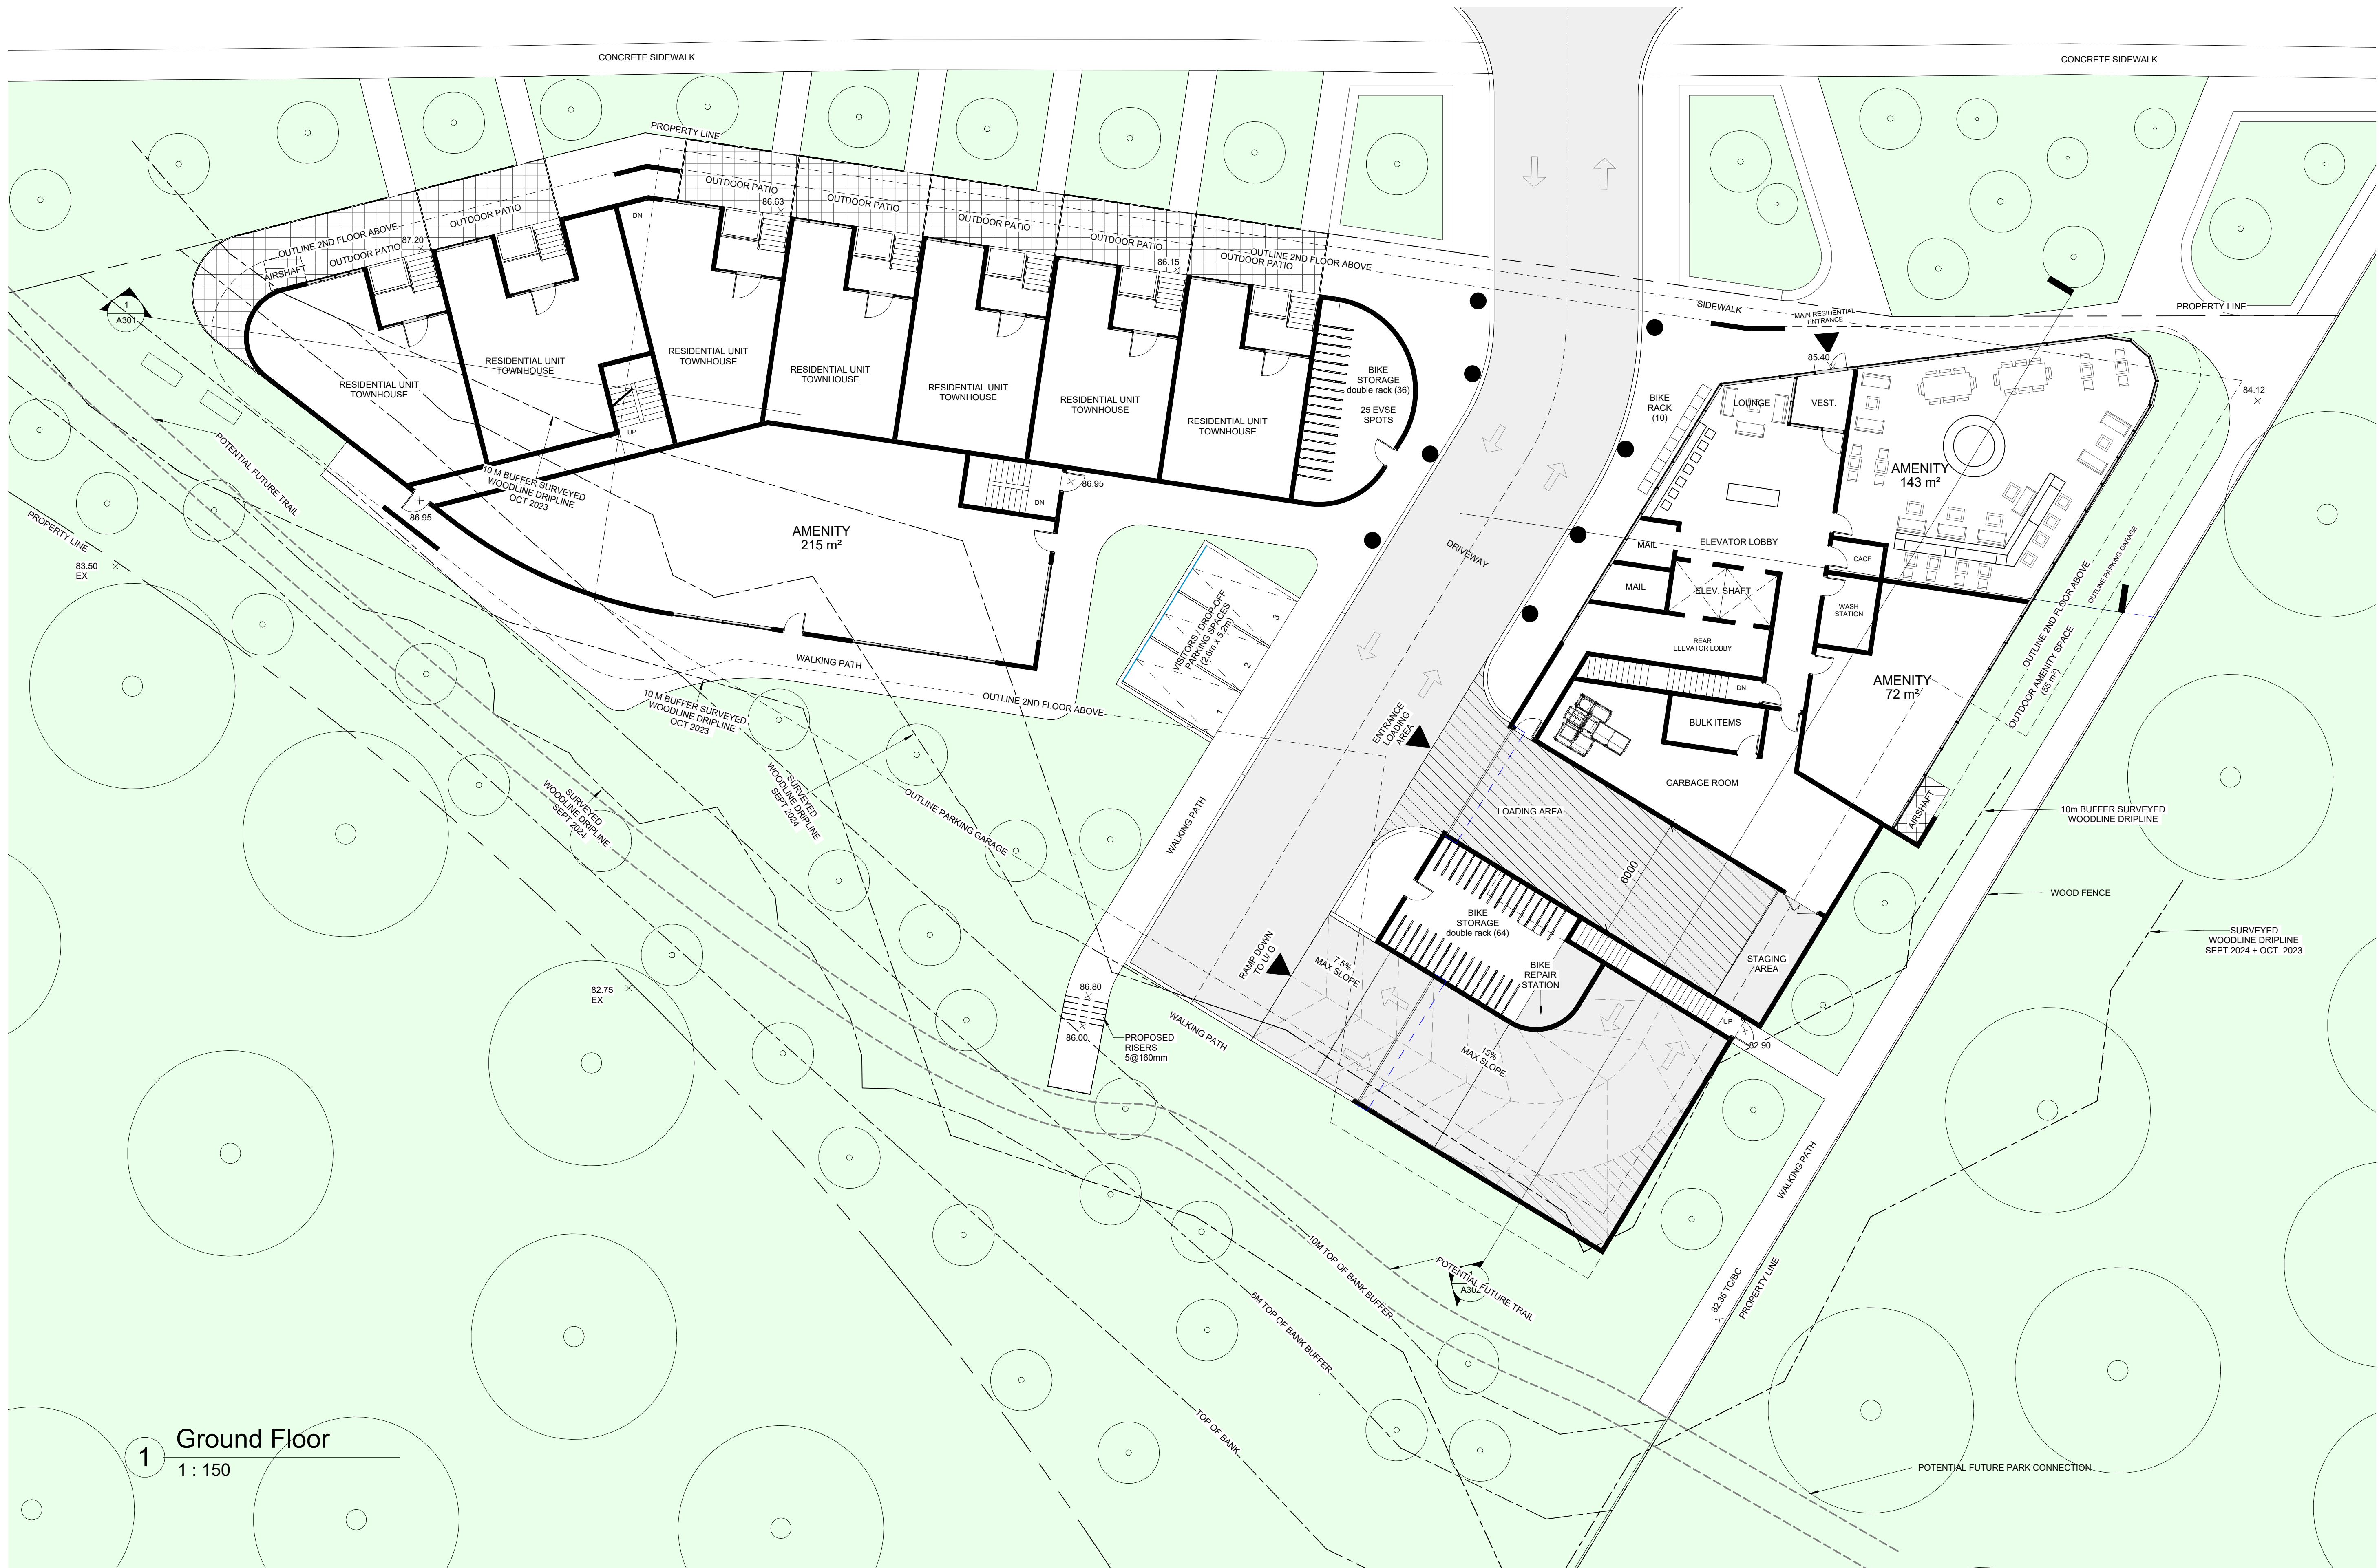 CONCRETE SIDEWALK
CONCRETE SIDEWALK
PROPERTY LINE
OUTDOOR PATIO
86.63
OUTDOOR PATIO
OUTDOOR PATIO
OUTDOOR PATIO
OUTDOOR PATIO
OUTLINE 2ND FLOOR ABOVE
86.15
OUTDOOR PATIO
87.20
OUTLINE 2ND FLOOR ABOVE
OUTDOOR PATIO
AIRSHAFT
DN
1
A301
RESIDENTIAL UNIT
TOWNHOUSE
RESIDENTIAL UNIT
TOWNHOUSE
RESIDENTIAL UNIT
TOWNHOUSE
RESIDENTIAL UNIT
TOWNHOUSE
RESIDENTIAL UNIT
TOWNHOUSE
RESIDENTIAL UNIT
TOWNHOUSE
RESIDENTIAL UNIT
TOWNHOUSE
BIKE
STORAGE
double rack (36)
25 EVSE
SPOTS
SIDEWALK
MAIN RESIDENTIAL
ENTRANCE
PROPERTY LINE
85.40
84.12
BIKE
RACK
(10)
LOUNGE
VEST.
AMENITY
143 m²
UP
POTENTIAL FUTURE TRAIL
10 M BUFFER SURVEYED
WOODLINE DRIPLINE
OCT 2023
86.95
DN
86.95
PROPERTY LINE
83.50
EX
AMENITY
215 m²
DRIVEWAY
MAIL
ELEVATOR LOBBY
CACF
MAIL
ELEV. SHAFT
WASH
STATION
REAR
ELEVATOR LOBBY
OUTLINE PARKING GARAGE
OUTLINE 2ND FLOOR ABOVE
OUTDOOR AMENITY SPACE
(55 m²)
VISITORS / DROP-OFF
PARKING SPACES
(2.6m x 5.2m)
3
2
1
WALKING PATH
OUTLINE 2ND FLOOR ABOVE
10 M BUFFER SURVEYED
WOODLINE DRIPLINE
OCT 2023
DN
AMENITY
72 m²
BULK ITEMS
ENTRANCE
LOADING
AREA
GARBAGE ROOM
LOADING AREA
AIRSHAFT
10m BUFFER SURVEYED
WOODLINE DRIPLINE
SURVEYED
WOODLINE DRIPLINE
SEPT 2024
SURVEYED
WOODLINE DRIPLINE
SEPT 2024
OUTLINE PARKING GARAGE
WALKING PATH
6000
WOOD FENCE
BIKE
STORAGE
double rack (64)
SURVEYED
WOODLINE DRIPLINE
SEPT 2024 + OCT. 2023
RAMP DOWN
TO U/ G
7.5%
MAX SLOPE
BIKE
REPAIR
STATION
STAGING
AREA
82.75
EX
86.80
86.00
PROPOSED
RISERS
5@160mm
WALKING PATH
UP
82.90
15%
MAX SLOPE
WALKING PATH
10M TOP OF BANK BUFFER
POTENTIAL FUTURE TRAIL
A302
6M TOP OF BANK BUFFER
82.35 TC/BC
PROPERTY LINE
TOP OF BANK
POTENTIAL FUTURE PARK CONNECTION
1
Ground Floor
1 : 150